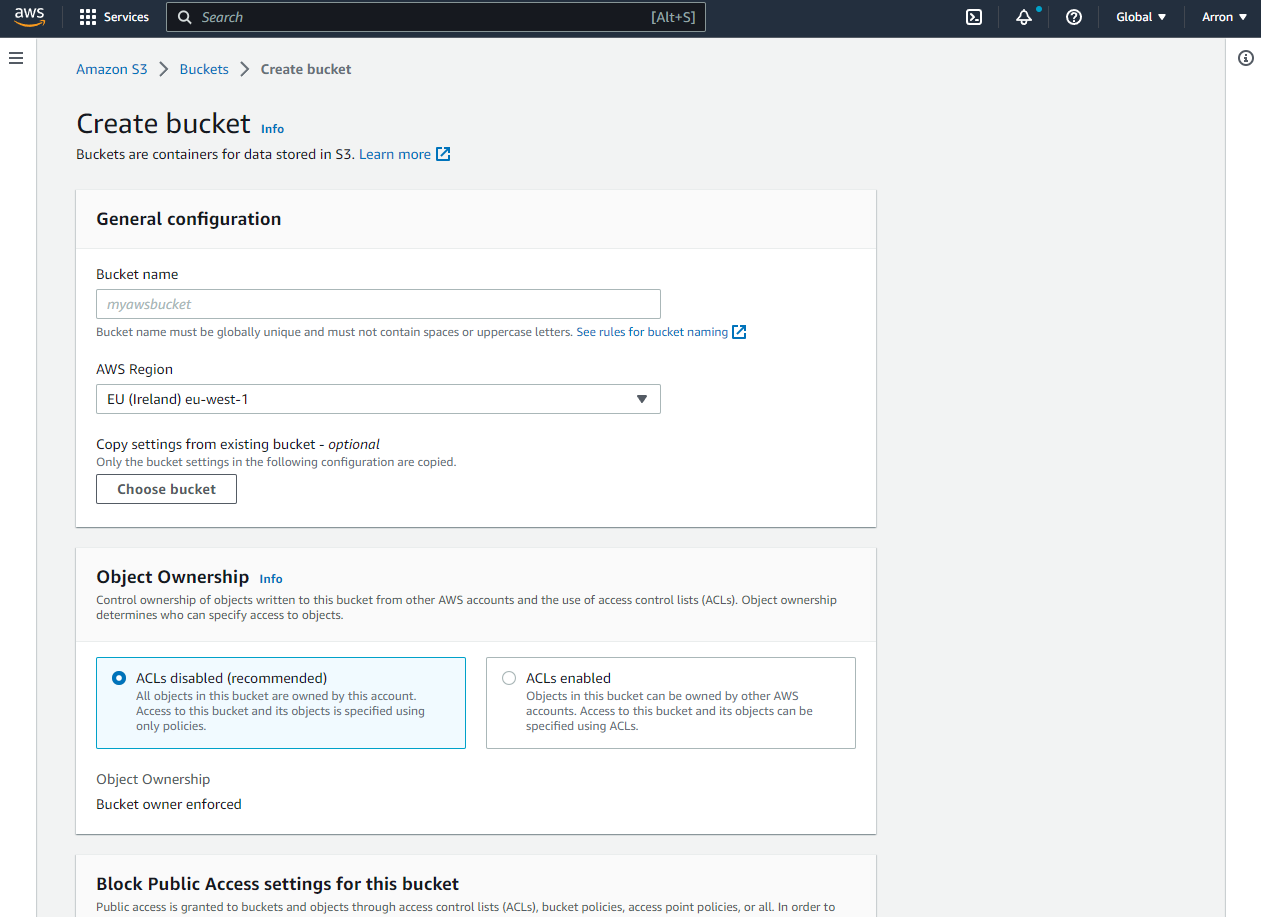 aws Services Search [Alt+S] Global Arron
Amazon S3 Buckets Create bucket
Create bucket Info
Buckets are containers for data stored in S3. Learn more
General configuration
Bucket name
myawsbucket
Bucket name must be globally unique and must not contain spaces or uppercase letters. See rules for bucket naming
AWS Region
EU (Ireland) eu-west-1
Copy settings from existing bucket - optional
Only the bucket settings in the following configuration are copied.
Choose bucket
Object Ownership Info
Control ownership of objects written to this bucket from other AWS accounts and the use of access control lists (ACLs). Object ownership
determines who can specify access to objects.
ACLs disabled (recommended)
All objects in this bucket are owned by this account.
Access to this bucket and its objects is specified using
only policies.
ACLs enabled
Objects in this bucket can be owned by other AWS
accounts. Access to this bucket and its objects can be
specified using ACLs.
Object Ownership
Bucket owner enforced
Block Public Access settings for this bucket
Public access is granted to buckets and objects through access control lists (ACLs), bucket policies, access point policies, or all. In order to